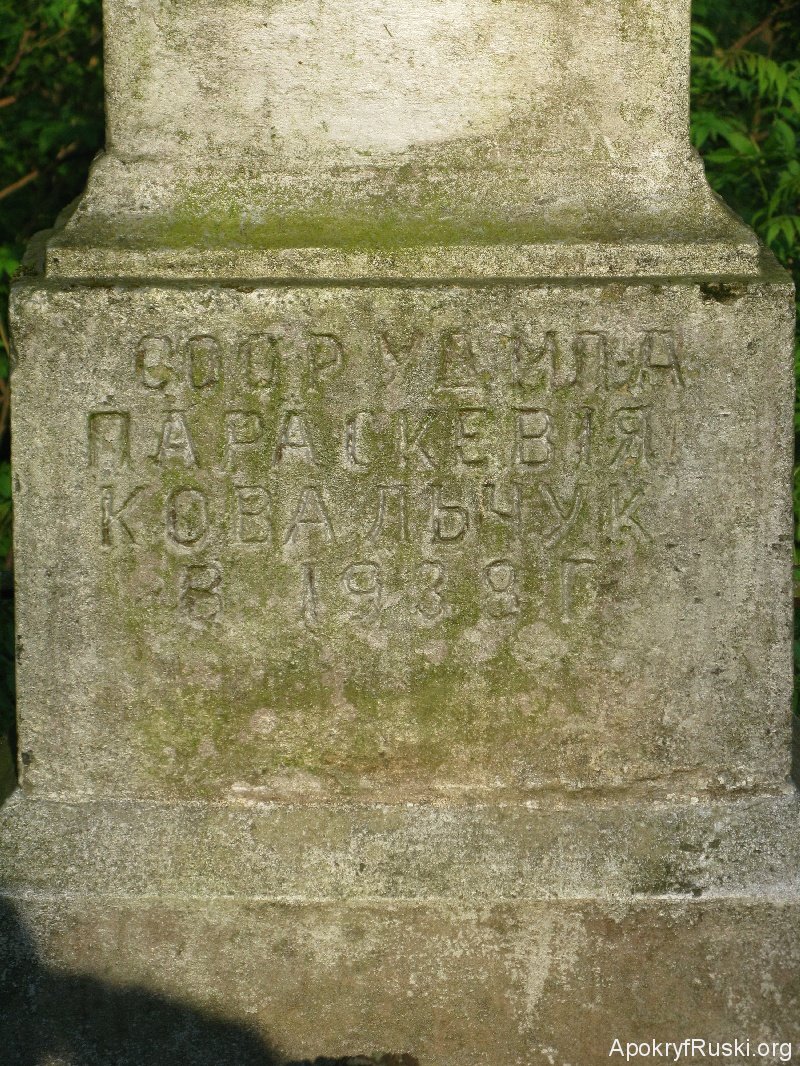 СООРУДИЛА
ПАРАСКЕВІЯ
КОВАЛЬЧУК
В 1938 Г
ApokryfRuski.org